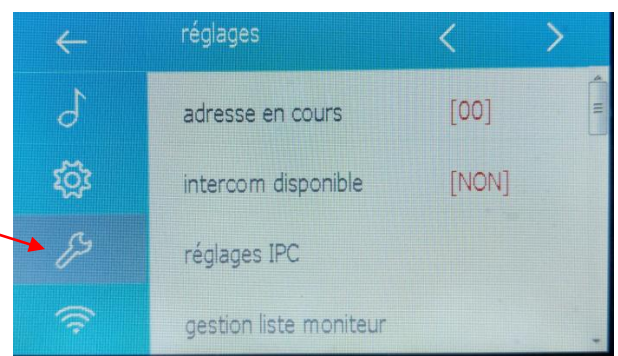 réglages
adresse en cours [00]
intercom disponible [NON]
réglages IPC
gestion liste moniteur